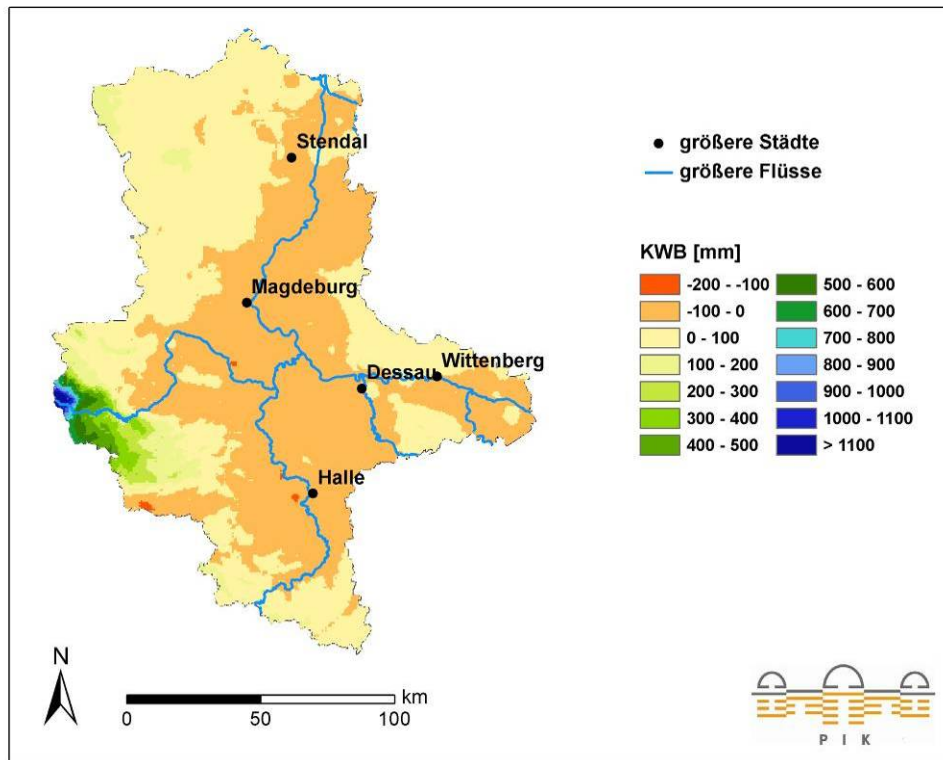 Stendal
größere Städte
größere Flüsse
KWB [mm]
-200 - -100
-100 - 0
0 - 100
100 - 200
200 - 300
300 - 400
400 - 500
500 - 600
600 - 700
700 - 800
800 - 900
900 - 1000
1000 - 1100
> 1100
Magdeburg
Wittenberg
Dessau
Halle
N
km
0 50 100
P I K